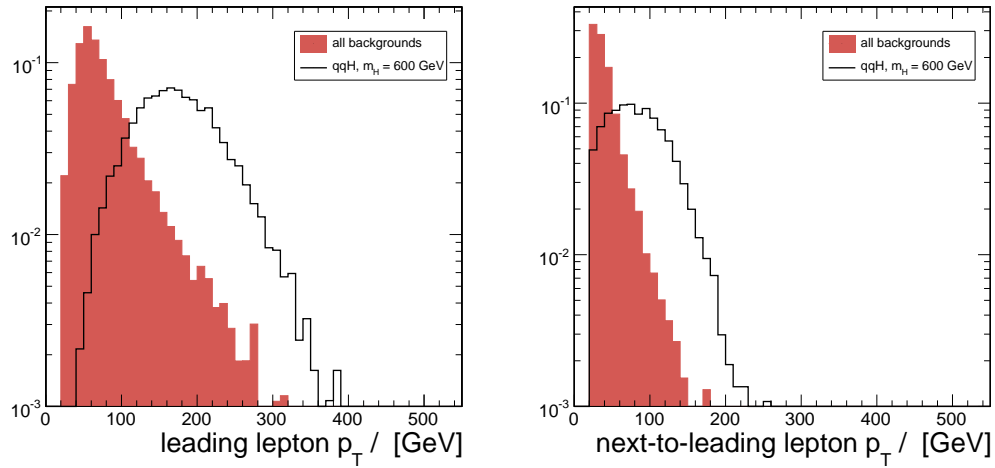 all backgrounds
qqH, m_H = 600 GeV
10^-1
10^-2
10^-3
0 100 200 300 400 500
leading lepton p_T / [GeV]
all backgrounds
qqH, m_H = 600 GeV
10^-1
10^-2
10^-3
0 100 200 300 400 500
next-to-leading lepton p_T / [GeV]